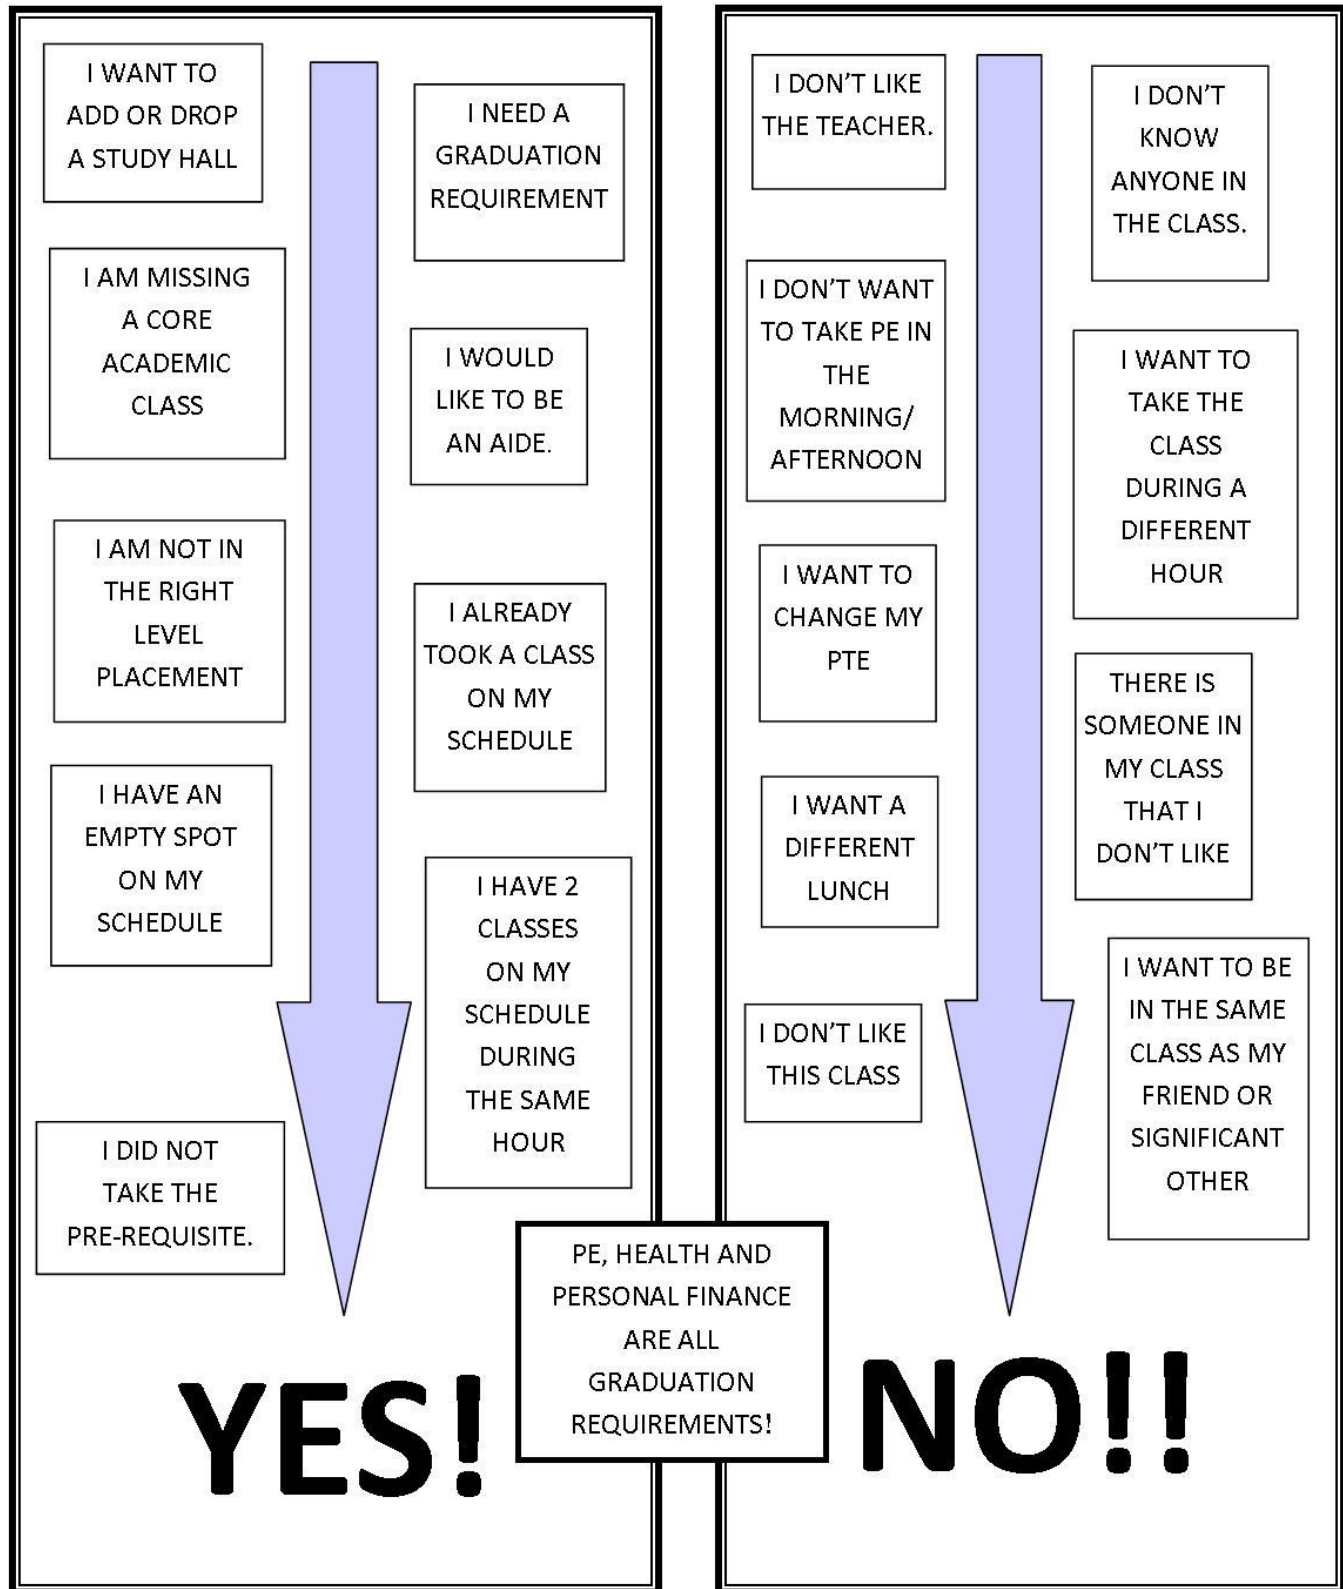 I WANT TO
ADD OR DROP
A STUDY HALL
I NEED A
GRADUATION
REQUIREMENT
I AM MISSING
A CORE
ACADEMIC
CLASS
I WOULD
LIKE TO BE
AN AIDE.
I AM NOT IN
THE RIGHT
LEVEL
PLACEMENT
I ALREADY
TOOK A CLASS
ON MY
SCHEDULE
I HAVE AN
EMPTY SPOT
ON MY
SCHEDULE
I HAVE 2
CLASSES
ON MY
SCHEDULE
DURING
THE SAME
HOUR
I DID NOT
TAKE THE
PRE-REQUISITE.
YES!
I DON'T LIKE
THE TEACHER.
I DON'T
KNOW
ANYONE IN
THE CLASS.
I DON'T WANT
TO TAKE PE IN
THE
MORNING/
AFTERNOON
I WANT TO
TAKE THE
CLASS
DURING A
DIFFERENT
HOUR
I WANT TO
CHANGE MY
PTE
THERE IS
SOMEONE IN
MY CLASS
THAT I
DON'T LIKE
I WANT A
DIFFERENT
LUNCH
I WANT TO BE
IN THE SAME
CLASS AS MY
FRIEND OR
SIGNIFICANT
OTHER
I DON'T LIKE
THIS CLASS
NO!!
PE, HEALTH AND
PERSONAL FINANCE
ARE ALL
GRADUATION
REQUIREMENTS!